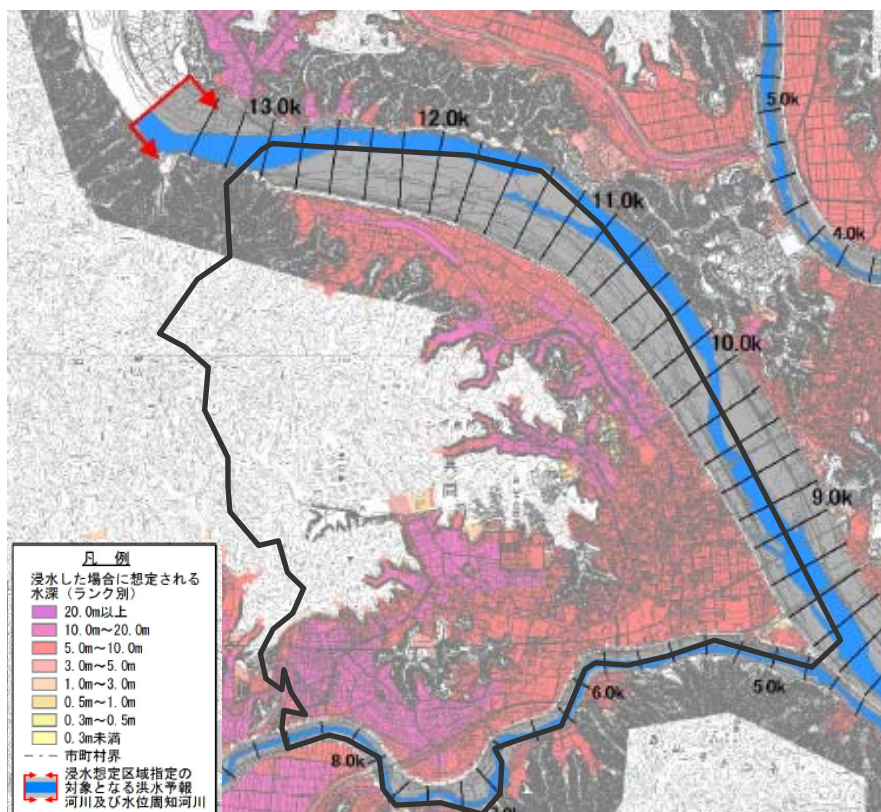 13.0k
12.0k
5.0k
11.0k
4.0k
10.0k
9.0k
凡 例
浸水した場合に想定される
水深（ランク別）
20.0m以上
10.0m～20.0m
5.0m～10.0m
3.0m～5.0m
1.0m～3.0m
0.5m～1.0m
0.3m～0.5m
0.3m未満
市町村界
浸水想定区域指定の
対象となる洪水予報
河川及び水位周知河川
6.0k
5.0k
8.0k